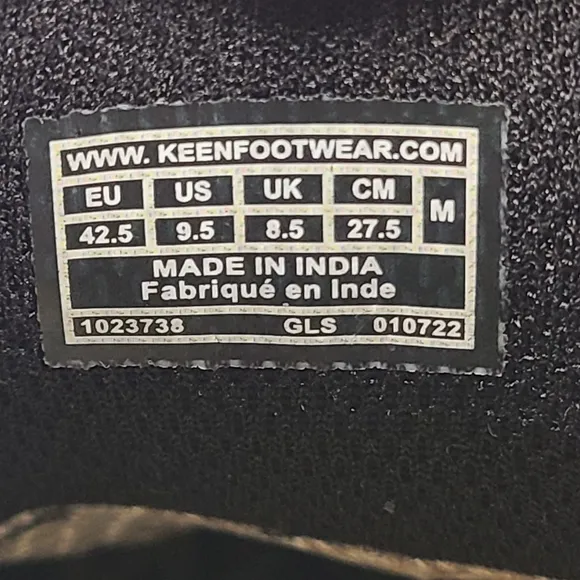 WWW. KEENFOOTWEAR.COM
EU US UK CM M
42.5 9.5 8.5 27.5
MADE IN INDIA
Fabriqué en Inde
1023738 GLS 010722